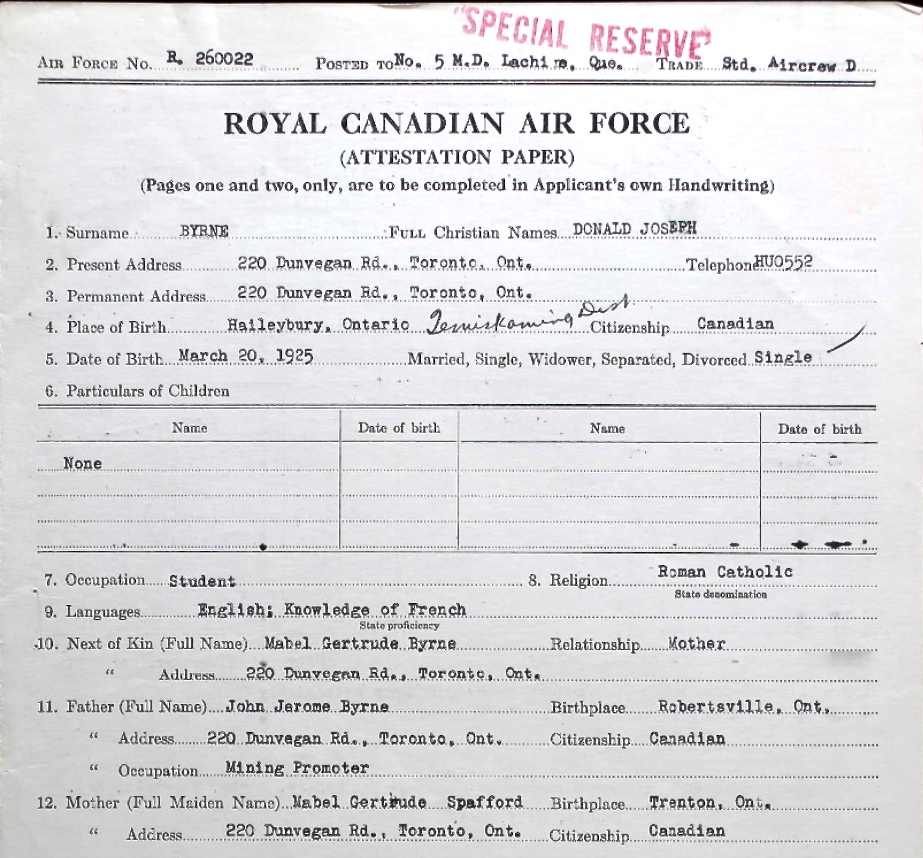 "SPECIAL RESERVE"
AIR FORCE NO. R. 260022 POSTED TO No. 5 M.D. Lachine, Que. TRADE Std. Aircrew D
ROYAL CANADIAN AIR FORCE
(ATTESTATION PAPER)
(Pages one and two, only, are to be completed in Applicant's own Handwriting)
1. Surname BYRNE FULL Christian Names DONALD JOSEPH
2. Present Address 220 Dunvegan Rd., Toronto, Ont. Telephone HU0552
3. Permanent Address 220 Dunvegan Rd., Toronto, Ont.
4. Place of Birth Haileybury, Ontario Temiskaming Dist. Citizenship Canadian
5. Date of Birth March 20, 1925 Married, Single, Widower, Separated, Divorced Single
6. Particulars of Children
Name Date of birth Name Date of birth
None
7. Occupation Student 8. Religion Roman Catholic
State denomination
9. Languages English; Knowledge of French
State proficiency
10. Next of Kin (Full Name) Mabel Gertrude Byrne Relationship Mother
" Address 220 Dunvegan Rd., Toronto, Ont.
11. Father (Full Name) John Jerome Byrne Birthplace Robertsville, Ont.
" Address 220 Dunvegan Rd., Toronto, Ont. Citizenship Canadian
" Occupation Mining Promoter
12. Mother (Full Maiden Name) Mabel Gertrude Spafford Birthplace Trenton, Ont.
" Address 220 Dunvegan Rd., Toronto, Ont. Citizenship Canadian